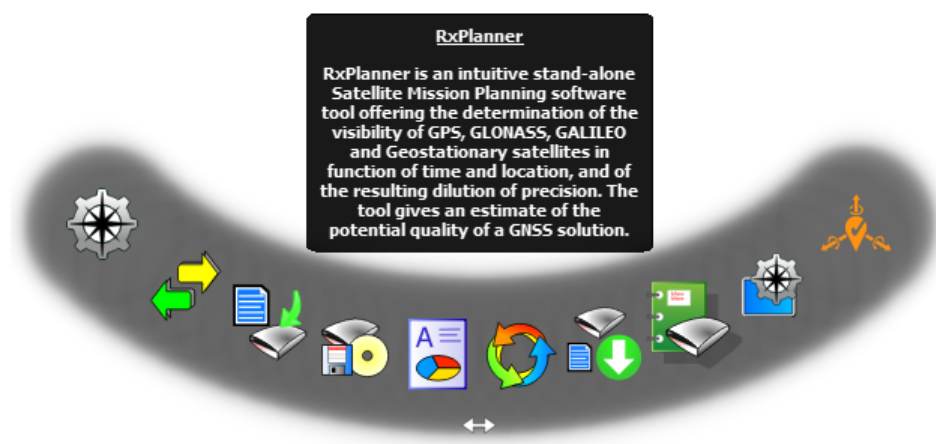 RxPlanner
RxPlanner is an intuitive stand-alone
Satellite Mission Planning software
tool offering the determination of the
visibility of GPS, GLONASS, GALILEO
and Geostationary satellites in
function of time and location, and of
the resulting dilution of precision. The
tool gives an estimate of the
potential quality of a GNSS solution.
A